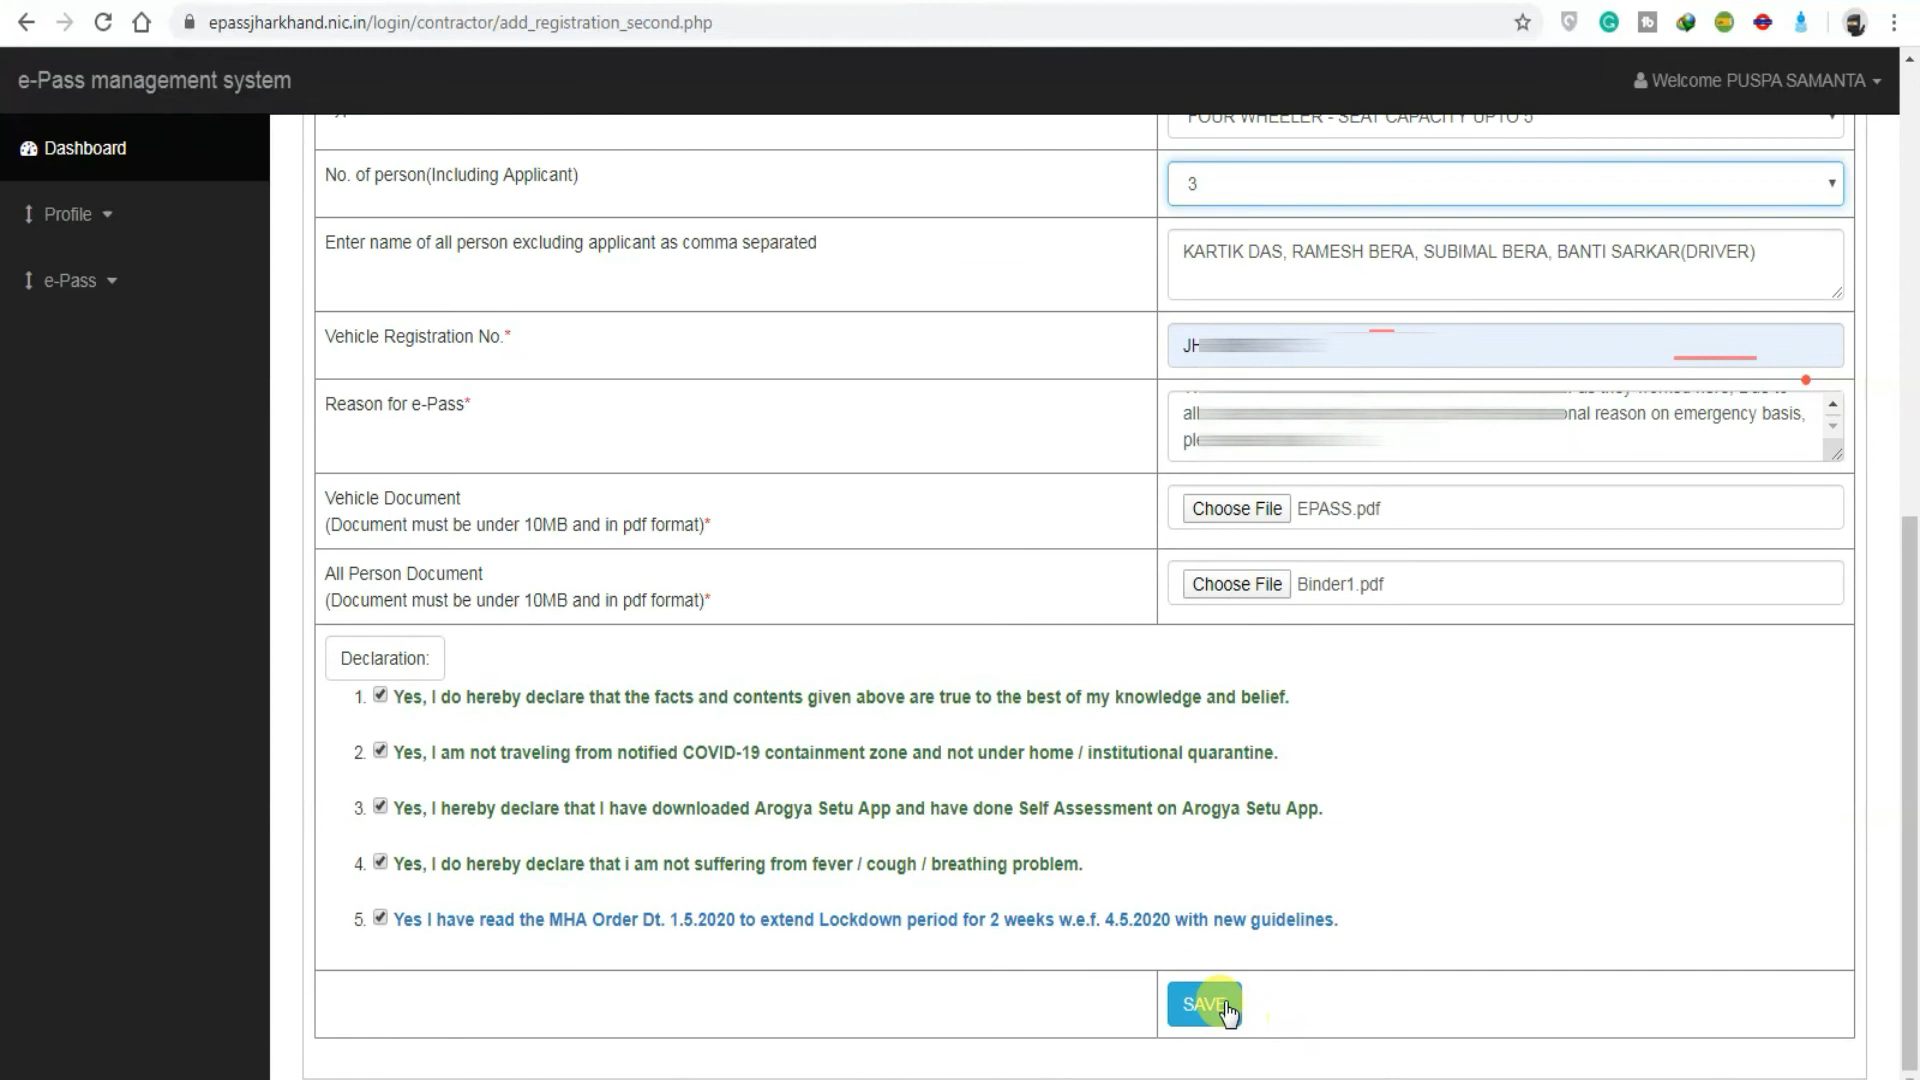 epassjharkhand.nic.in/login/contractor/add_registration_second.php
e-Pass management system
Welcome PUSPA SAMANTA
Dashboard
Profile
e-Pass
FOUR WHEELER - SEAT CAPACITY UPTO 5
No. of person(Including Applicant)
3
Enter name of all person excluding applicant as comma separated
KARTIK DAS, RAMESH BERA, SUBIMAL BERA, BANTI SARKAR(DRIVER)
Vehicle Registration No.*
JH
Reason for e-Pass*
all
reason on emergency basis,
Vehicle Document
(Document must be under 10MB and in pdf format)*
Choose File EPASS.pdf
All Person Document
(Document must be under 10MB and in pdf format)*
Choose File Binder1.pdf
Declaration:
1. Yes, I do hereby declare that the facts and contents given above are true to the best of my knowledge and belief.
2. Yes, I am not traveling from notified COVID-19 containment zone and not under home / institutional quarantine.
3. Yes, I hereby declare that I have downloaded Arogya Setu App and have done Self Assessment on Arogya Setu App.
4. Yes, I do hereby declare that i am not suffering from fever / cough / breathing problem.
5. Yes I have read the MHA Order Dt. 1.5.2020 to extend Lockdown period for 2 weeks w.e.f. 4.5.2020 with new guidelines.
SAVE